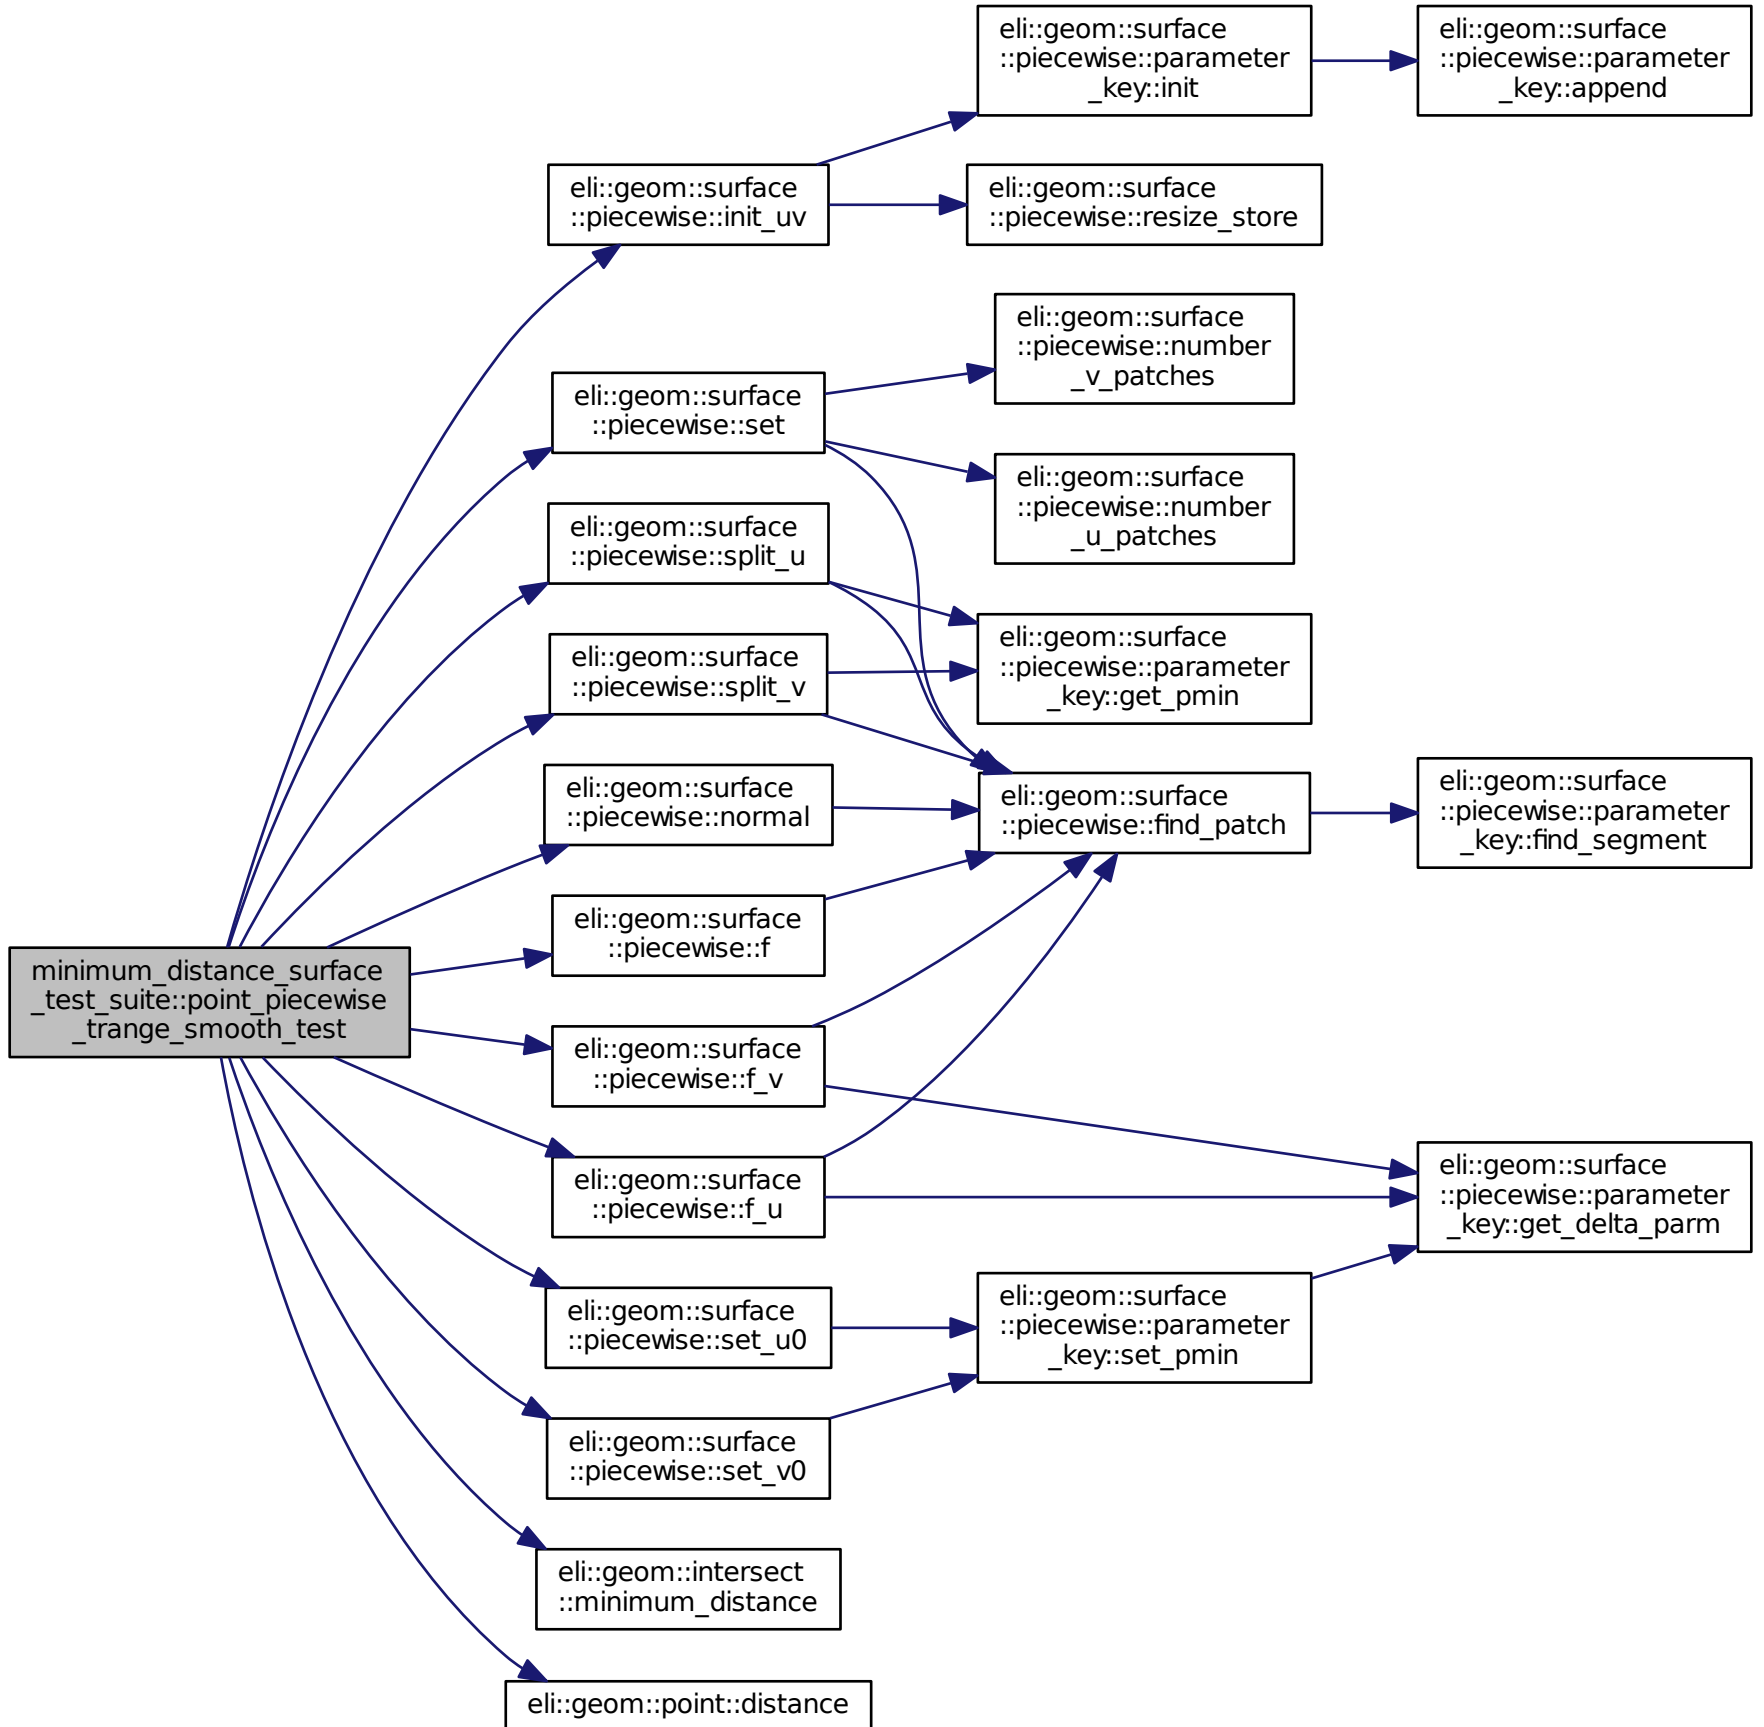 eli::geom::surface
::piecewise::parameter
_key::init
eli::geom::surface
::piecewise::parameter
_key::append
eli::geom::surface
::piecewise::init_uv
eli::geom::surface
::piecewise::resize_store
eli::geom::surface
::piecewise::number
_v_patches
eli::geom::surface
::piecewise::set
eli::geom::surface
::piecewise::number
_u_patches
eli::geom::surface
::piecewise::split_u
eli::geom::surface
::piecewise::split_v
eli::geom::surface
::piecewise::parameter
_key::get_pmin
eli::geom::surface
::piecewise::normal
eli::geom::surface
::piecewise::find_patch
eli::geom::surface
::piecewise::parameter
_key::find_segment
eli::geom::surface
::piecewise::f
minimum_distance_surface
_test_suite::point_piecewise
_trange_smooth_test
eli::geom::surface
::piecewise::f_v
eli::geom::surface
::piecewise::f_u
eli::geom::surface
::piecewise::parameter
_key::get_delta_parm
eli::geom::surface
::piecewise::set_u0
eli::geom::surface
::piecewise::parameter
_key::set_pmin
eli::geom::surface
::piecewise::set_v0
eli::geom::intersect
::minimum_distance
eli::geom::point::distance